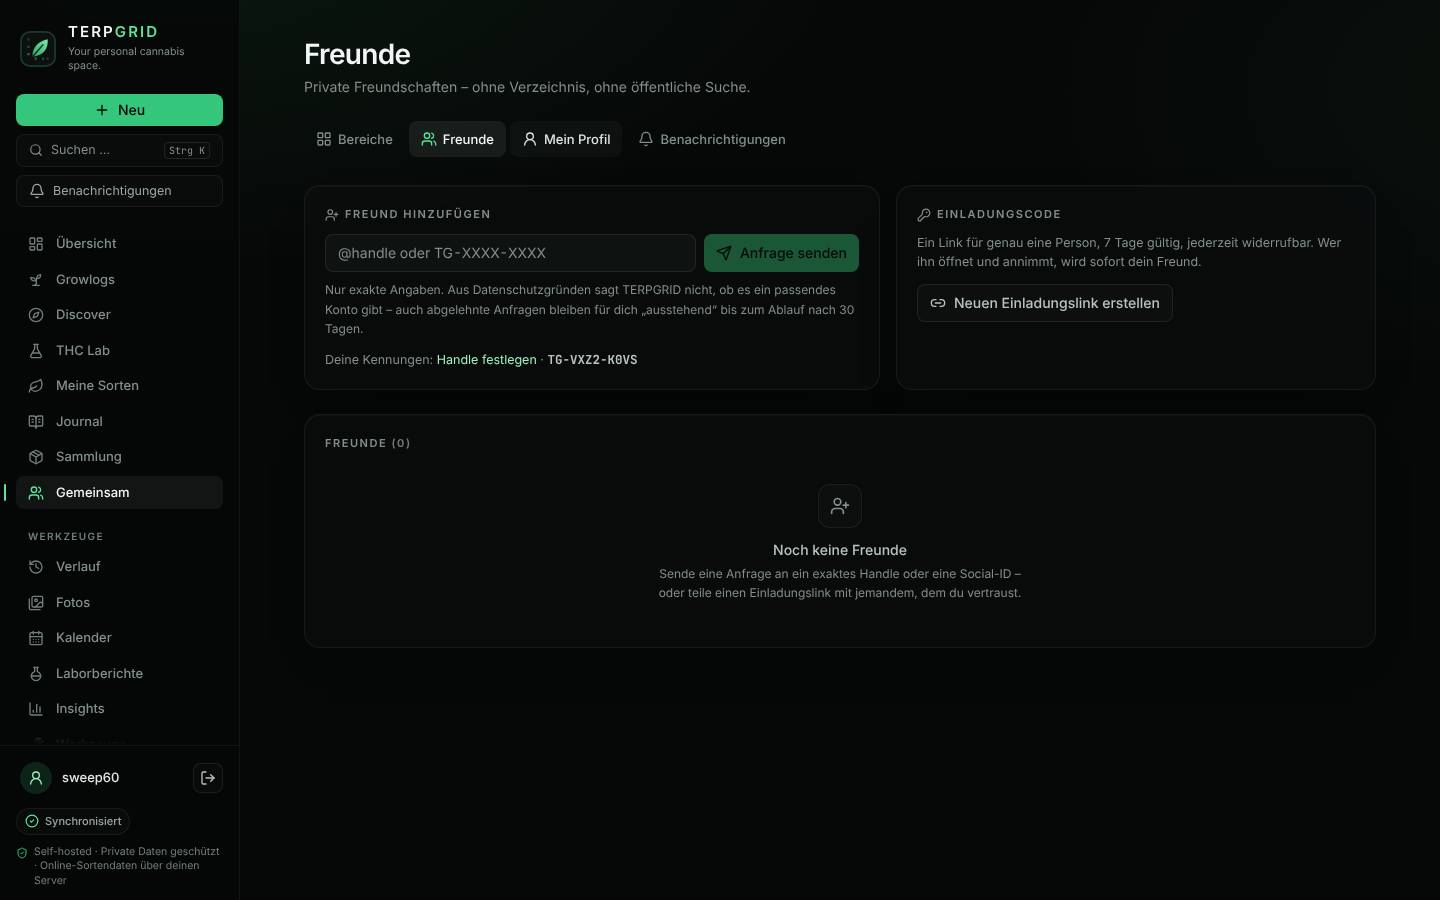 TERPGRID
Your personal cannabis
space.
Neu
Suchen ...
Strg K
Benachrichtigungen
Übersicht
Growlogs
Discover
THC Lab
Meine Sorten
Journal
Sammlung
Gemeinsam
WERKZEUGE
Verlauf
Fotos
Kalender
Laborberichte
Insights
sweep60
Synchronisiert
Self-hosted · Private Daten geschützt
· Online-Sortendaten über deinen
Server
Freunde
Private Freundschaften – ohne Verzeichnis, ohne öffentliche Suche.
Bereiche
Freunde
Mein Profil
Benachrichtigungen
FREUND HINZUFÜGEN
@handle oder TG-XXXX-XXXX
Anfrage senden
Nur exakte Angaben. Aus Datenschutzgründen sagt TERPGRID nicht, ob es ein passendes
Konto gibt – auch abgelehnte Anfragen bleiben für dich „ausstehend“ bis zum Ablauf nach 30
Tagen.
Deine Kennungen: Handle festlegen · TG-VXZ2-K0VS
EINLADUNGSCODE
Ein Link für genau eine Person, 7 Tage gültig, jederzeit widerrufbar. Wer
ihn öffnet und annimmt, wird sofort dein Freund.
Neuen Einladungslink erstellen
FREUNDE (0)
Noch keine Freunde
Sende eine Anfrage an ein exaktes Handle oder eine Social-ID –
oder teile einen Einladungslink mit jemandem, dem du vertraust.